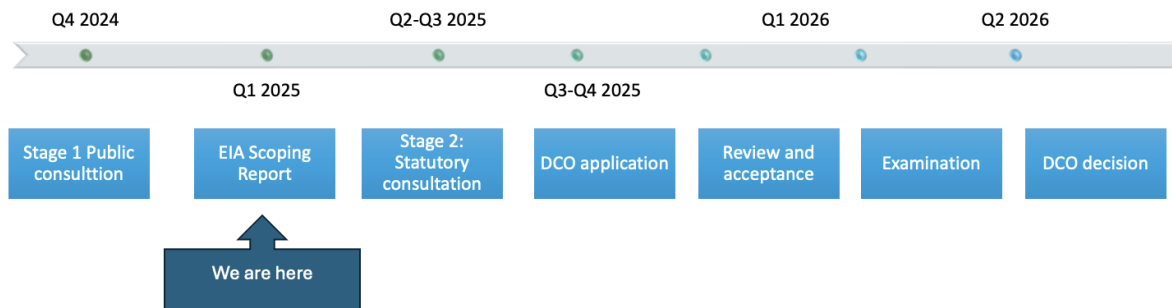 Q4 2024
Q2-Q3 2025
Q1 2026
Q2 2026
Q1 2025
Q3-Q4 2025
Stage 1 Public
consulttion
EIA Scoping
Report
Stage 2:
Statutory
consultation
DCO application
Review and
acceptance
Examination
DCO decision
We are here